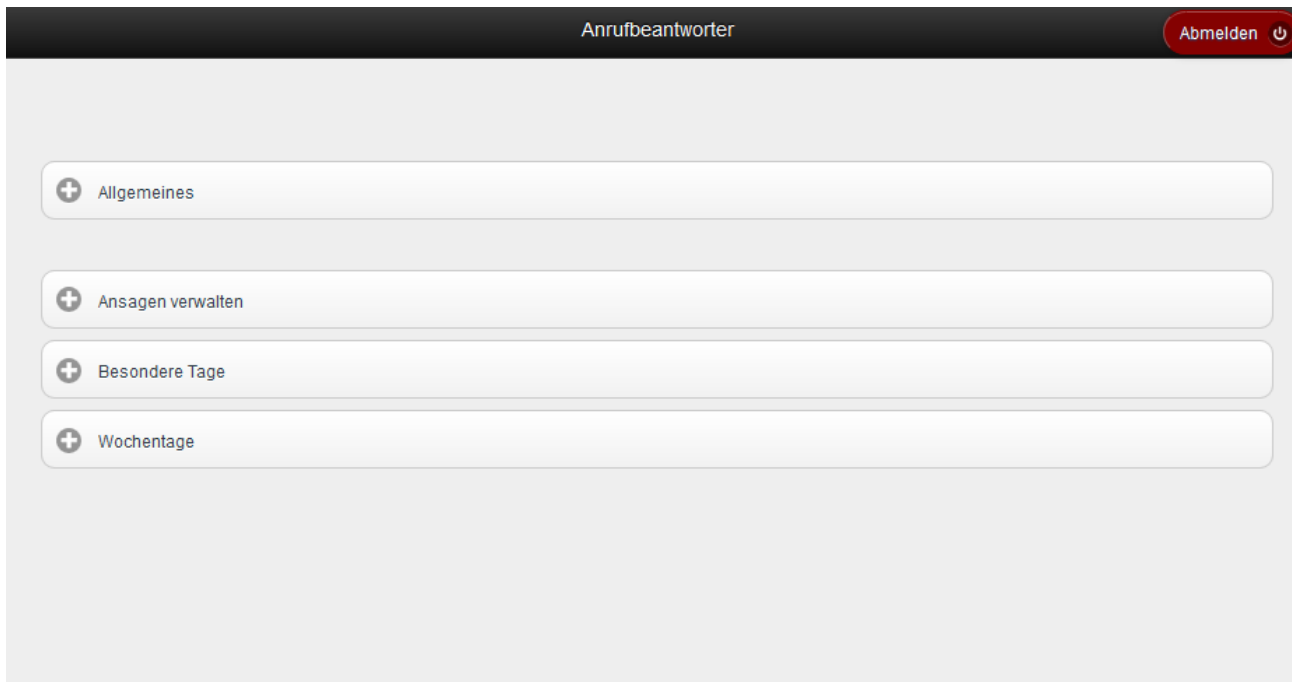 Anrufbeantworter
Abmelden
Allgemeines
Ansagen verwalten
Besondere Tage
Wochentage